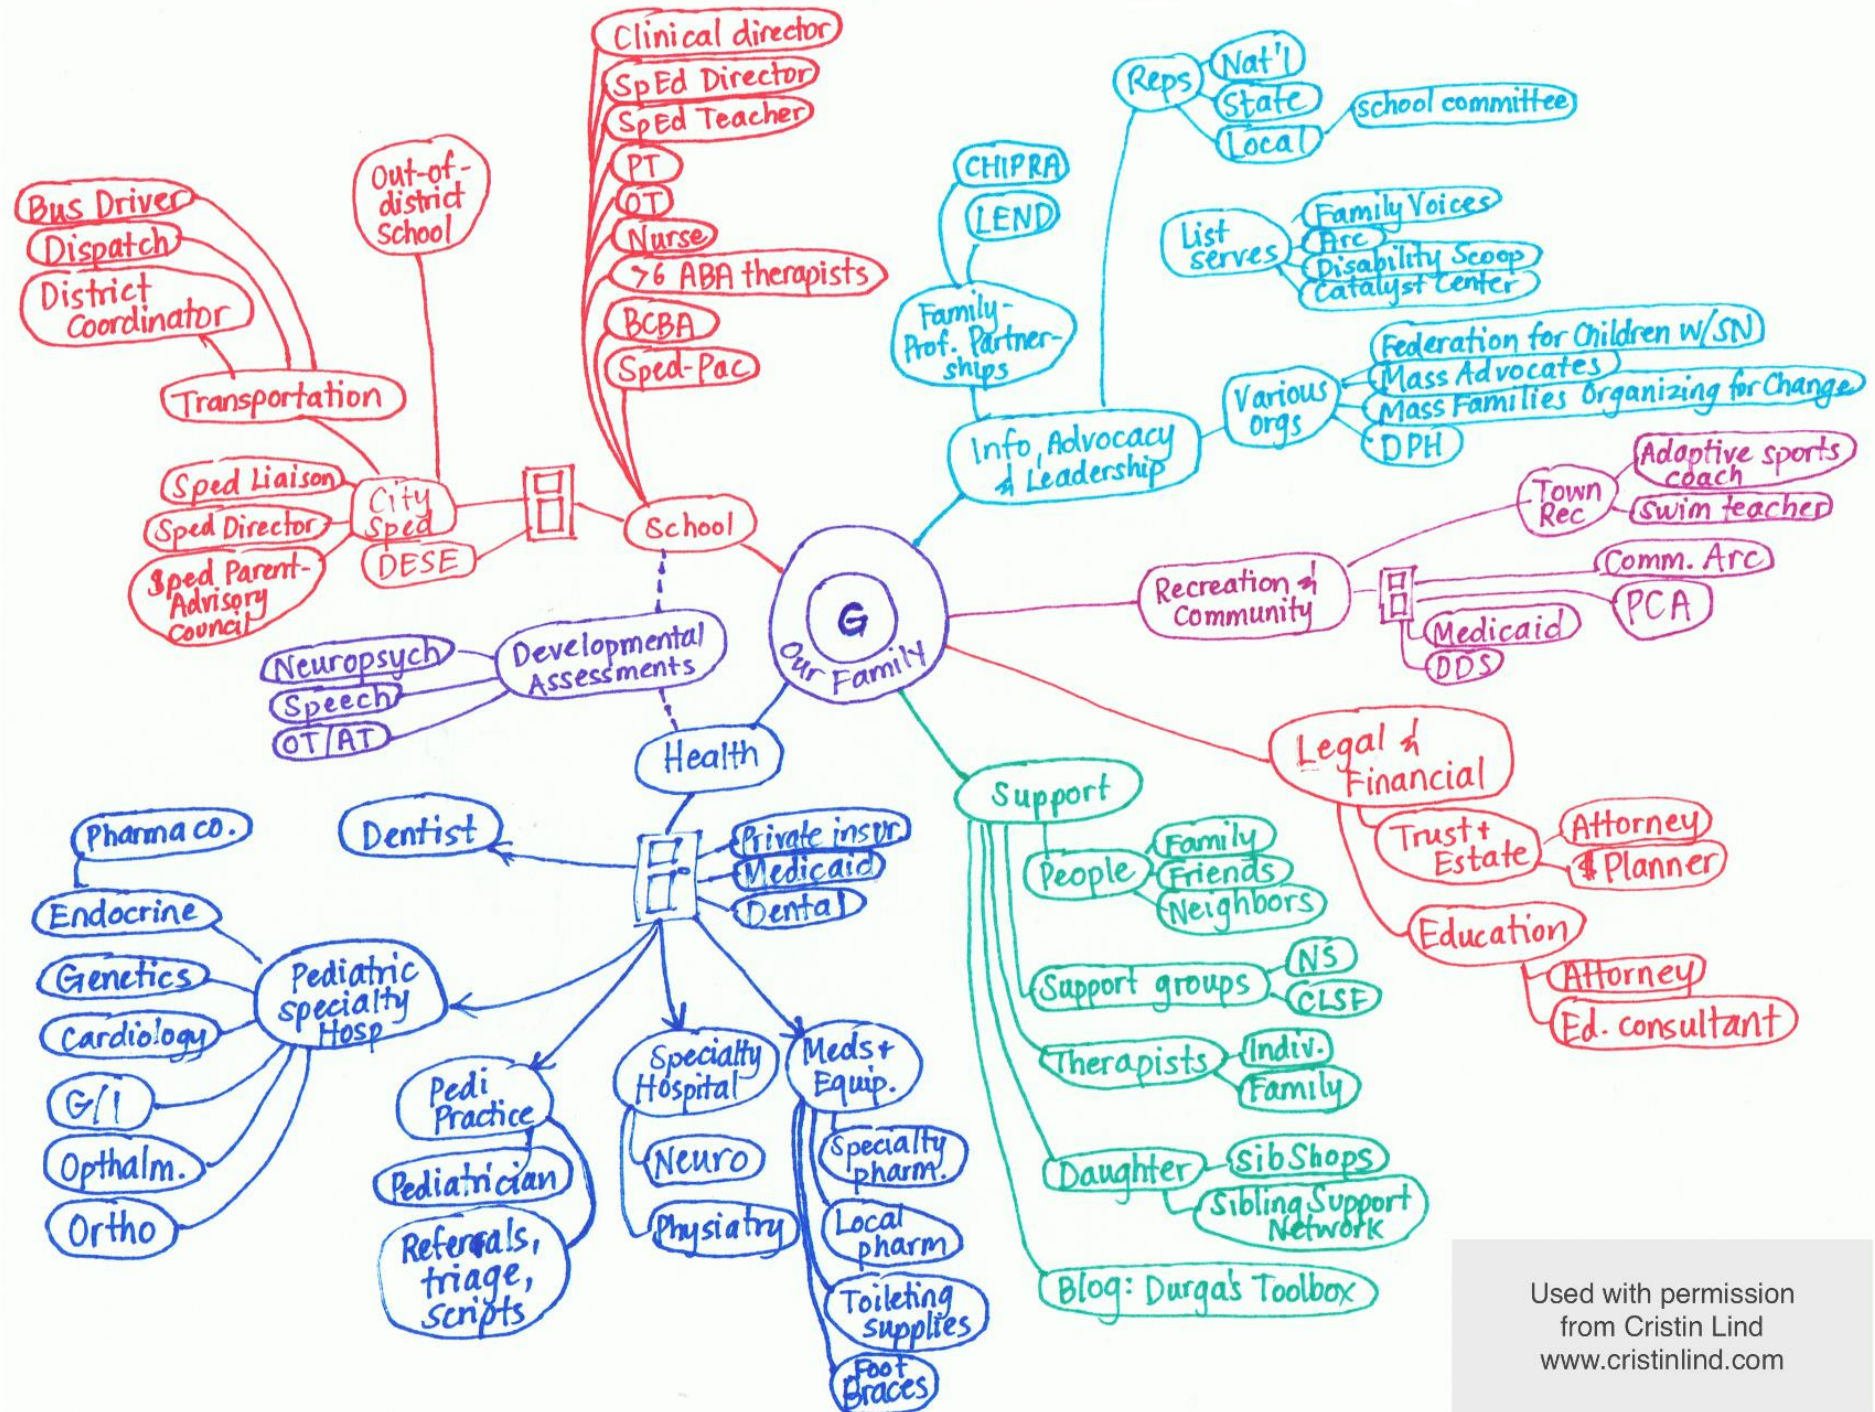 Clinical director
SpEd Director
SpEd Teacher
PT
OT
Nurse
>6 ABA therapists
BCBA
Sped-Pac
School
Out-of-
district
School
Bus Driver
Dispatch
District
Coordinator
Transportation
Sped Liaison
Sped Director
Sped Parent-
Advisory
Council
City
Sped
DESE
Developmental
Assessments
Neuropsych
Speech
OT/AT
G
Our Family
Reps
Nat'l
State
Local
school committee
CHIPRA
LEND
Family-
Prof. Partner-
ships
List
serves
Family Voices
Arc
Disability Scoop
Catalyst Center
Info, Advocacy
& Leadership
Various
orgs
Federation for Children w/SN
Mass Advocates
Mass Families Organizing for Change
DPH
Recreation &
Community
Town
Rec
Adaptive sports
coach
swim teacher
Comm. Arc
PCA
Medicaid
DDS
Legal &
Financial
Trust +
Estate
Attorney
$ Planner
Education
Attorney
Ed. consultant
Support
People
Family
Friends
Neighbors
Support groups
NS
CLSF
Therapists
Indiv.
Family
Daughter
SibShops
Sibling Support
Network
Blog: Durga's Toolbox
Health
Dentist
Private insur.
Medicaid
Dental
Pharma co.
Endocrine
Genetics
Cardiology
G/I
Opthalm.
Ortho
Pediatric
specialty
Hosp
Pedi
Practice
Pediatrician
Referrals,
triage,
scripts
Specialty
Hospital
Neuro
Physiatry
Meds +
Equip.
Specialty
pharm.
Local
pharm
Toileting
supplies
Foot
Braces
Used with permission
from Cristin Lind
www.cristinlind.com